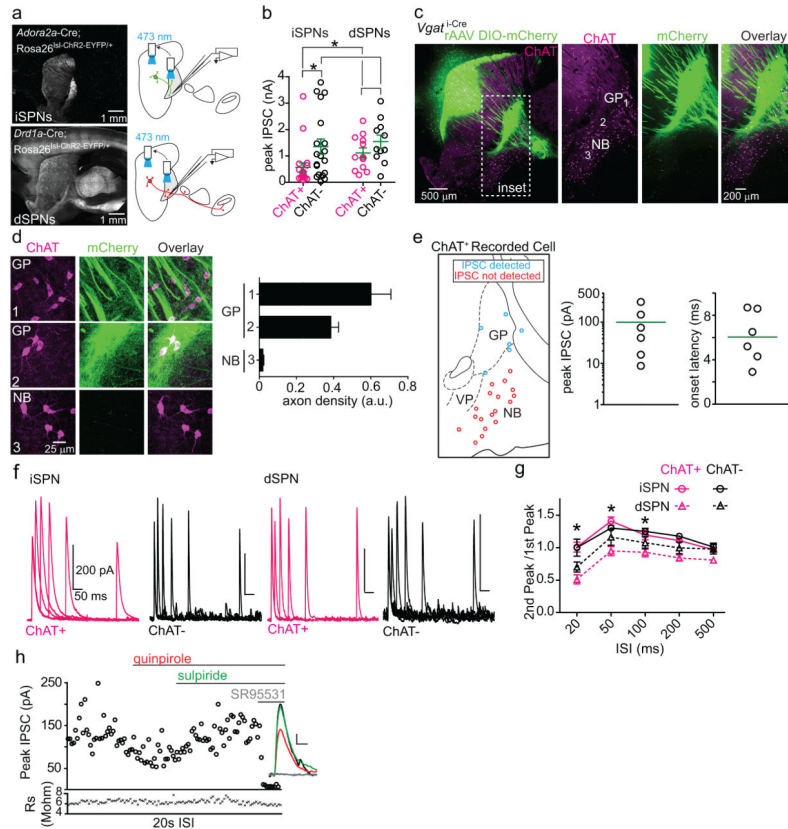 a
Adora2a-Cre;
Rosa26lsl-ChR2-EYFP/+
iSPNs
1 mm
473 nm
Drd1a-Cre;
Rosa26lsl-ChR2-EYFP/+
dSPNs
1 mm
473 nm
b
iSPNs dSPNs
*
*
peak IPSC (nA)
4
3
2
1
0
ChAT+
ChAT-
ChAT+
ChAT-
c
Vgat i-Cre
rAAV DIO-mCherry
ChAT
500 µm
inset
ChAT
GP
1
2
NB
3
mCherry
Overlay
200 µm
d
ChAT mCherry Overlay
GP
1
GP
2
NB
3
25 µm
GP
1
2
NB
3
0 0.2 0.4 0.6 0.8
axon density (a.u.)
e
ChAT+ Recorded Cell
IPSC detected
IPSC not detected
GP
VP
NB
peak IPSC (pA)
500
100
10
1
onset latency (ms)
8
4
0
f
iSPN dSPN
200 pA
50 ms
ChAT+
ChAT-
ChAT+
ChAT-
g
ChAT+ ChAT-
iSPN
dSPN
2nd Peak /1st Peak
1.5
1.0
0.5
0.0
* * *
20 50 100 200 500
ISI (ms)
h
quinpirole
sulpiride
SR95531
Peak IPSC (pA)
250
150
100
50
Rs (Mohm)
8
6
4
20s ISI